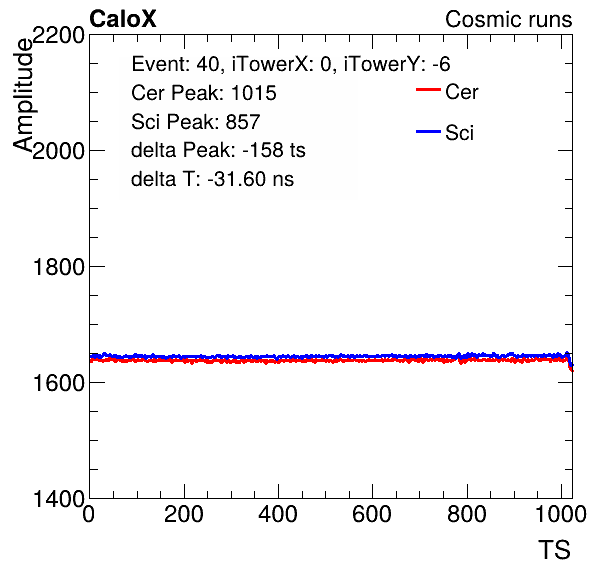 CaloX Cosmic runs
Amplitude
Event: 40, iTowerX: 0, iTowerY: -6
Cer Peak: 1015
Sci Peak: 857
delta Peak: -158 ts
delta T: -31.60 ns
Cer
Sci
2200
2000
1800
1600
1400
0 200 400 600 800 1000
TS